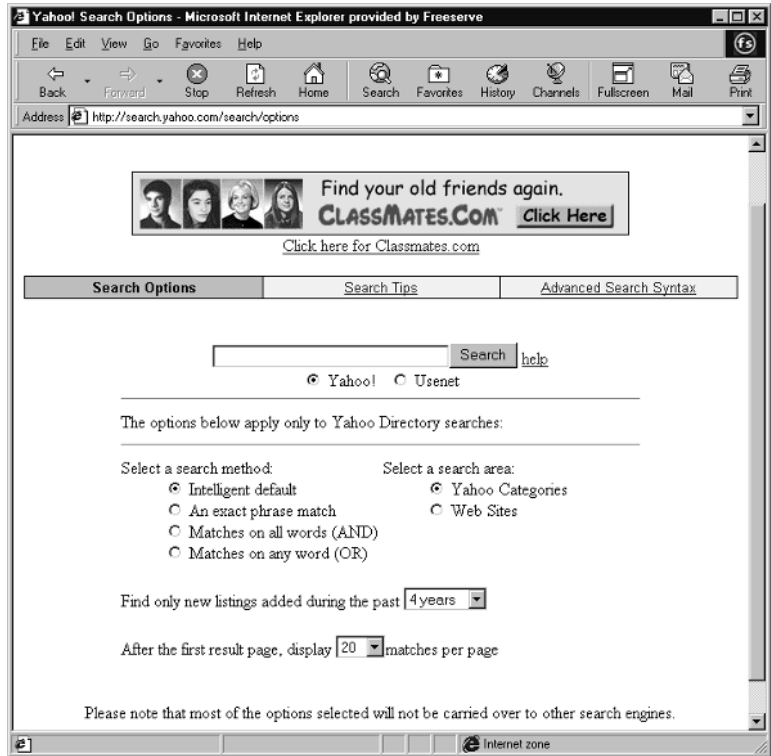 Yahoo! Search Options - Microsoft Internet Explorer provided by Freeserve
File Edit View Go Favorites Help
fs
Back Forward Stop Refresh Home Search Favorites History Channels Fullscreen Mail Print
Address http://search.yahoo.com/search/options
Find your old friends again.
CLASSMATES.COM™ Click Here
Click here for Classmates.com
Search Options Search Tips Advanced Search Syntax
Search help
Yahoo! Usenet
The options below apply only to Yahoo Directory searches:
Select a search method: Select a search area:
Intelligent default Yahoo Categories
An exact phrase match Web Sites
Matches on all words (AND)
Matches on any word (OR)
Find only new listings added during the past 4 years
After the first result page, display 20 matches per page
Please note that most of the options selected will not be carried over to other search engines.
Internet zone